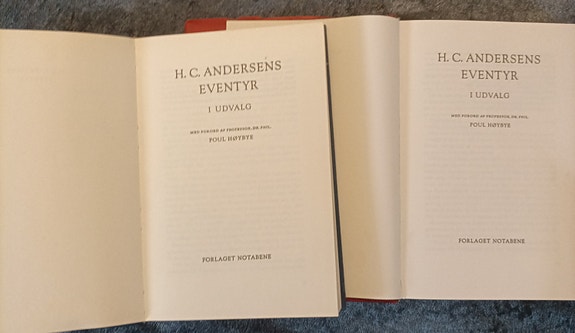 H. C. ANDERSENS
EVENTYR
I UDVALG
MED FORORD AF PROFESSOR, DR. PHIL.
POUL HØYBYE
FORLAGET NOTABENE
H. C. ANDERSENS
EVENTYR
I UDVALG
MED FORORD AF PROFESSOR, DR. PHIL.
POUL HØYBYE
FORLAGET NOTABENE